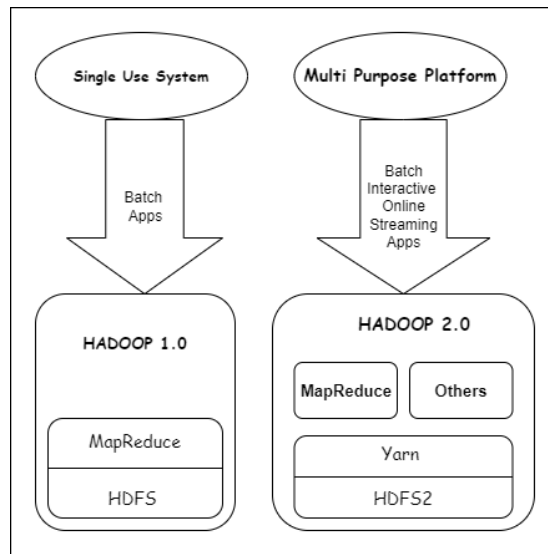 Single Use System
Batch
Apps
HADOOP 1.0
MapReduce
HDFS
Multi Purpose Platform
Batch
Interactive
Online
Streaming
Apps
HADOOP 2.0
MapReduce
Others
Yarn
HDFS2